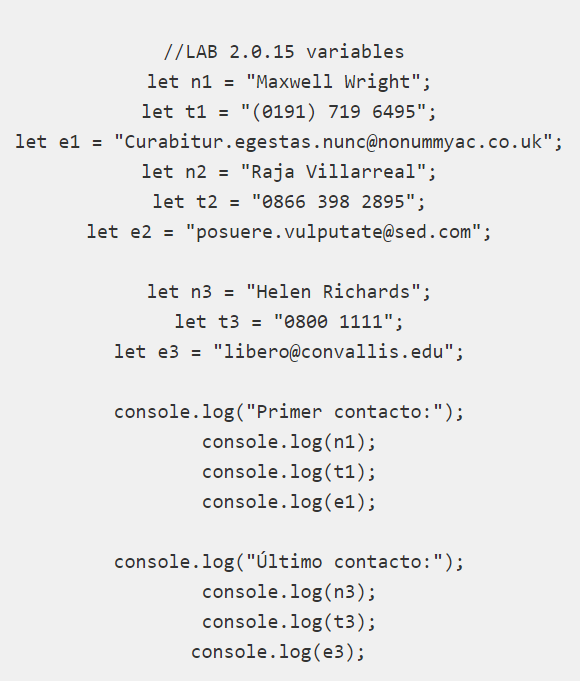 //LAB 2.0.15 variables
let n1 = "Maxwell Wright";
let t1 = "(0191) 719 6495";
let e1 = "Curabitur.egestas.nunc@nonummyac.co.uk";
let n2 = "Raja Villarreal";
let t2 = "0866 398 2895";
let e2 = "posuere.vulputate@sed.com";
let n3 = "Helen Richards";
let t3 = "0800 1111";
let e3 = "libero@convallis.edu";
console.log("Primer contacto:");
console.log(n1);
console.log(t1);
console.log(e1);
console.log("Último contacto:");
console.log(n3);
console.log(t3);
console.log(e3);